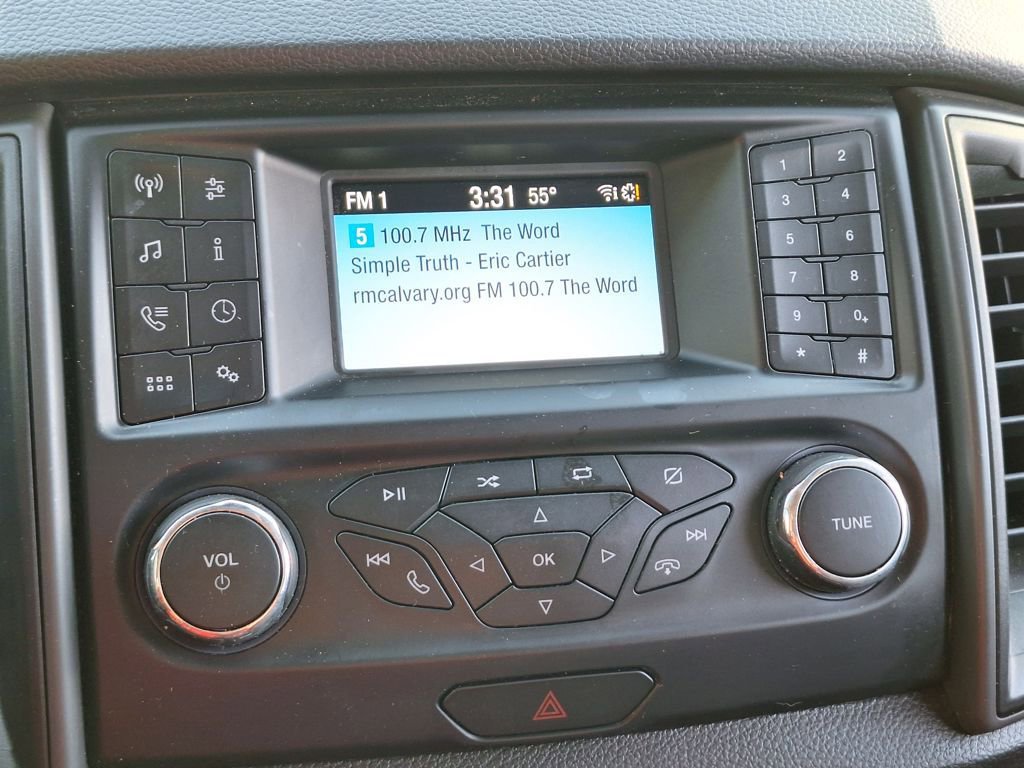 FM 1 3:31 55°
5 100.7 MHz The Word
Simple Truth - Eric Cartier
rmcalvary.org FM 100.7 The Word
1 2
3 4
5 6
7 8
9 0+
* #
VOL
OK
TUNE